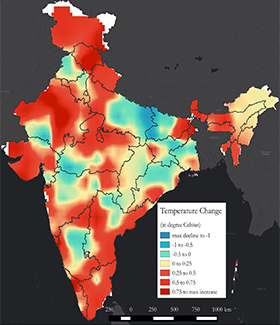 Temperature Change
(in degree Celsius)
max decline to -1
-1 to -0.5
-0.5 to 0
0 to 0.25
0.25 to 0.5
0.5 to 0.75
0.75 to max increase
250 0 250 500 750 1000 km